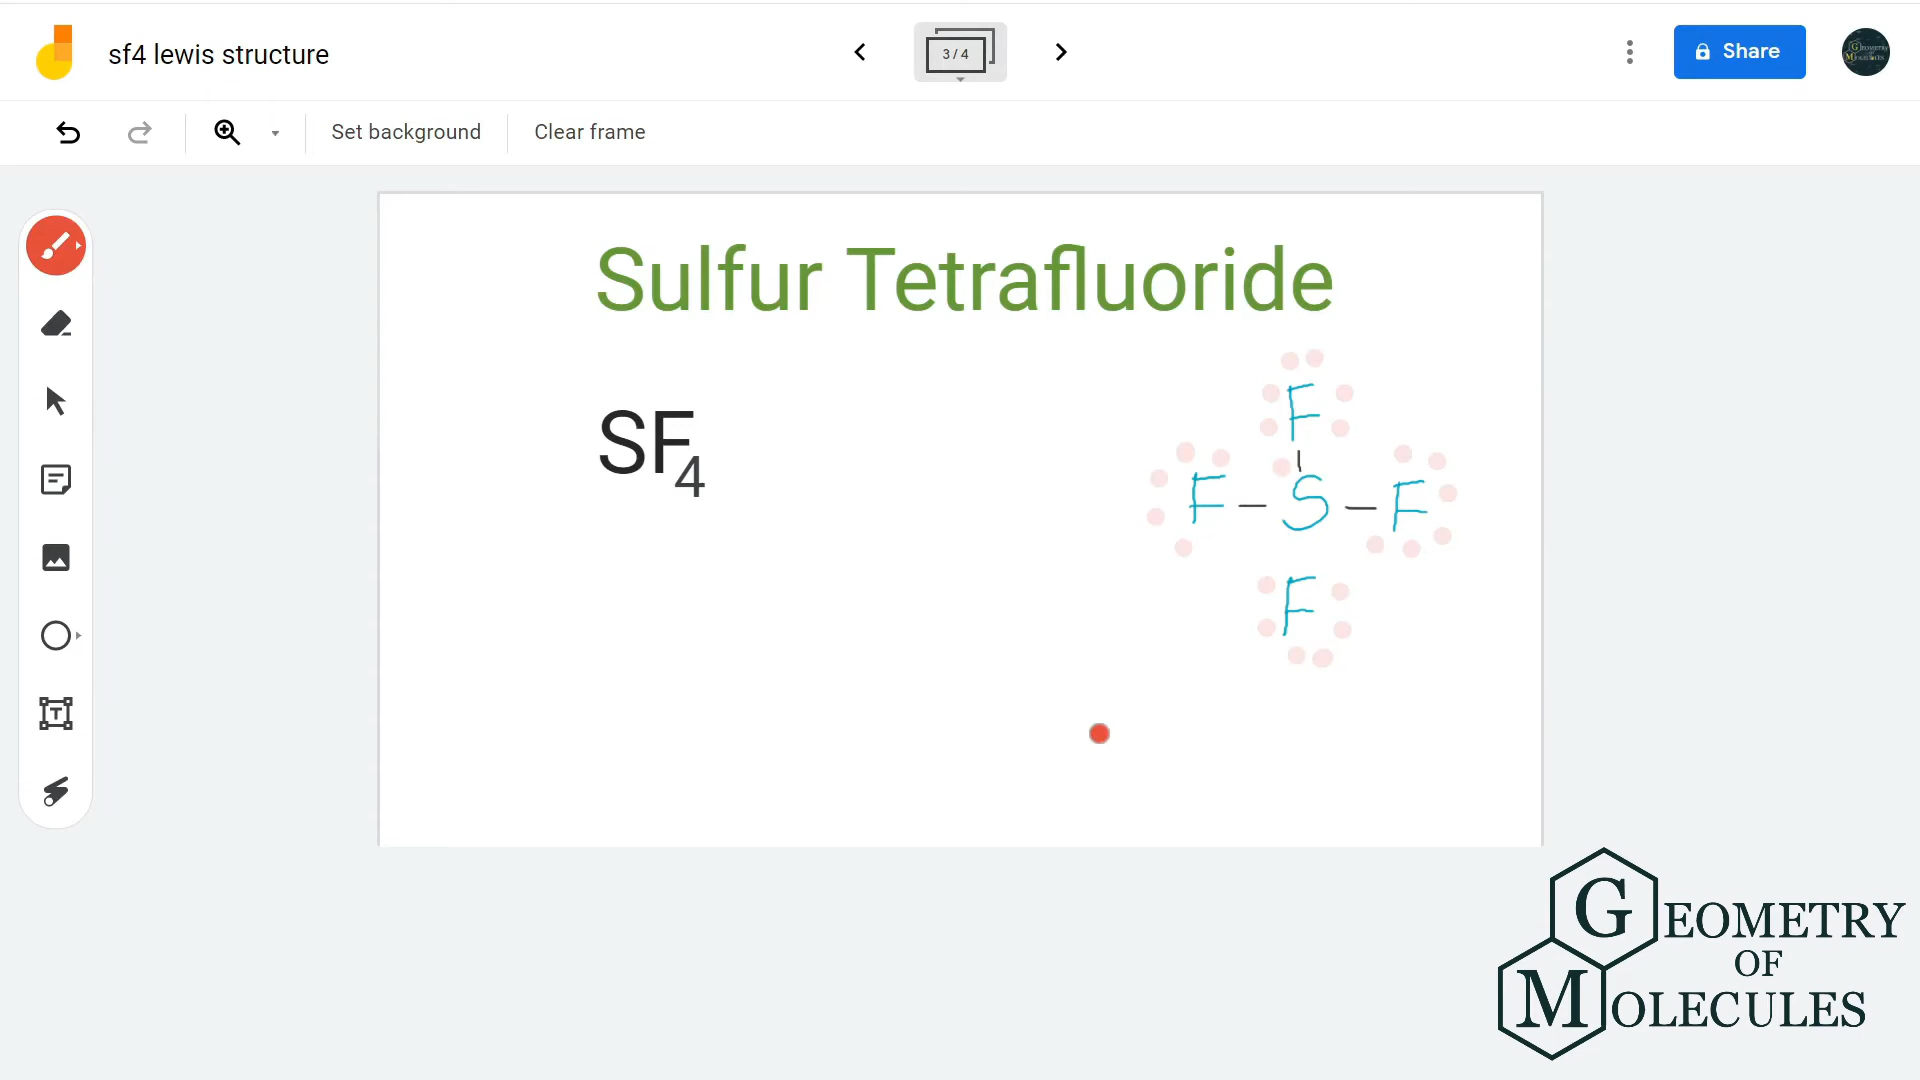 sf4 lewis structure
3 / 4
Share
Set background
Clear frame
Sulfur Tetrafluoride
SF4
F
F – S – F
F
GEOMETRY
OF
MOLECULES